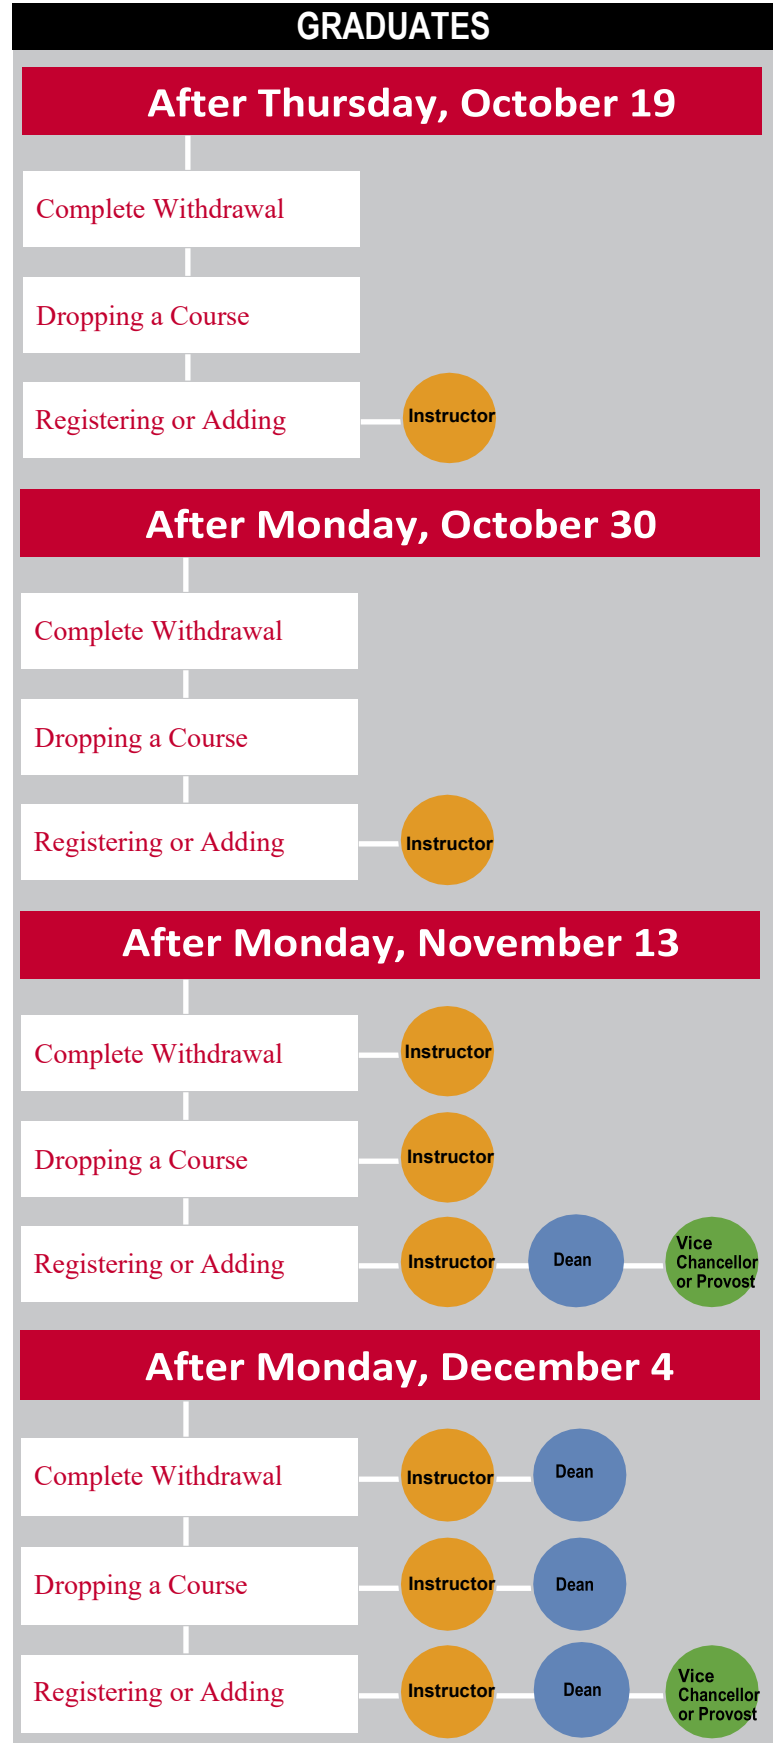 GRADUATES
After Thursday, October 19
Complete Withdrawal
Dropping a Course
Registering or Adding
Instructor
After Monday, October 30
Complete Withdrawal
Dropping a Course
Registering or Adding
Instructor
After Monday, November 13
Complete Withdrawal
Instructor
Dropping a Course
Instructor
Registering or Adding
Instructor
Dean
Vice
Chancellor
or Provost
After Monday, December 4
Complete Withdrawal
Instructor
Dean
Dropping a Course
Instructor
Dean
Registering or Adding
Instructor
Dean
Vice
Chancellor
or Provost